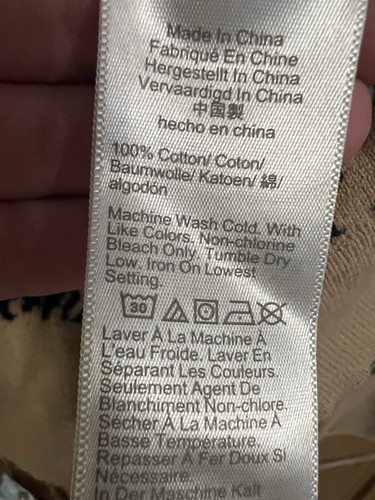 Made In China
Fabriqué En Chine
Hergestellt In China
Vervaardigd In China
中国製
hecho en china
100% Cotton/ Coton/
Baumwolle/ Katoen/ 綿/
algodón
Machine Wash Cold. With
Like Colors. Non-chlorine
Bleach Only. Tumble Dry
Low. Iron On Lowest
Setting.
30
Laver À La Machine À
L'eau Froide. Laver En
Séparant Les Couleurs.
Seulement Agent De
Blanchiment Non-chlore.
Sécher À La Machine À
Basse Température.
Repasser À Fer Doux Si
Nécessaire.
In Der Maschine Kalt